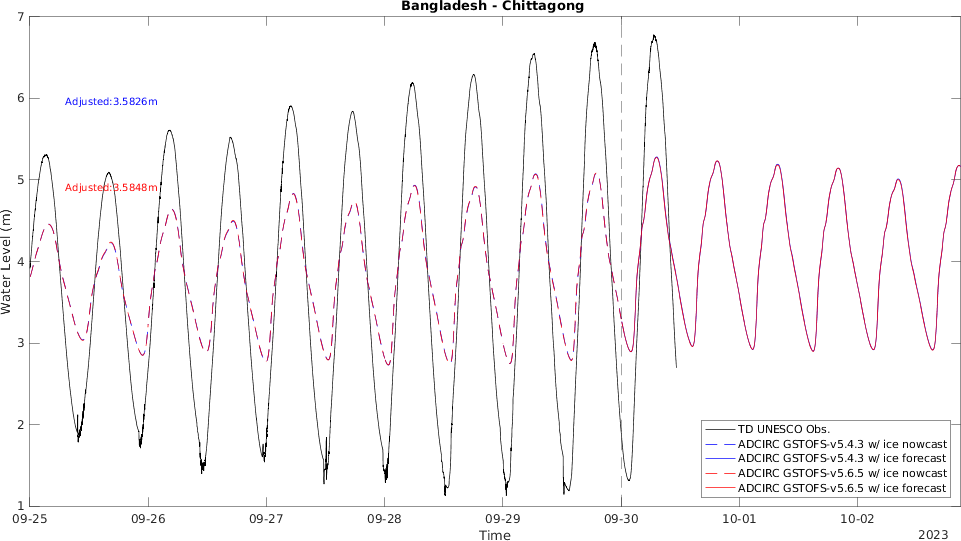 Bangladesh - Chittagong
7
6
5
4
3
2
1
Water Level (m)
Adjusted:3.5826m
Adjusted:3.5848m
TD UNESCO Obs.
ADCIRC GSTOFS-v5.4.3 w/ ice nowcast
ADCIRC GSTOFS-v5.4.3 w/ ice forecast
ADCIRC GSTOFS-v5.6.5 w/ ice nowcast
ADCIRC GSTOFS-v5.6.5 w/ ice forecast
09-25 09-26 09-27 09-28 09-29 09-30 10-01 10-02
Time
2023